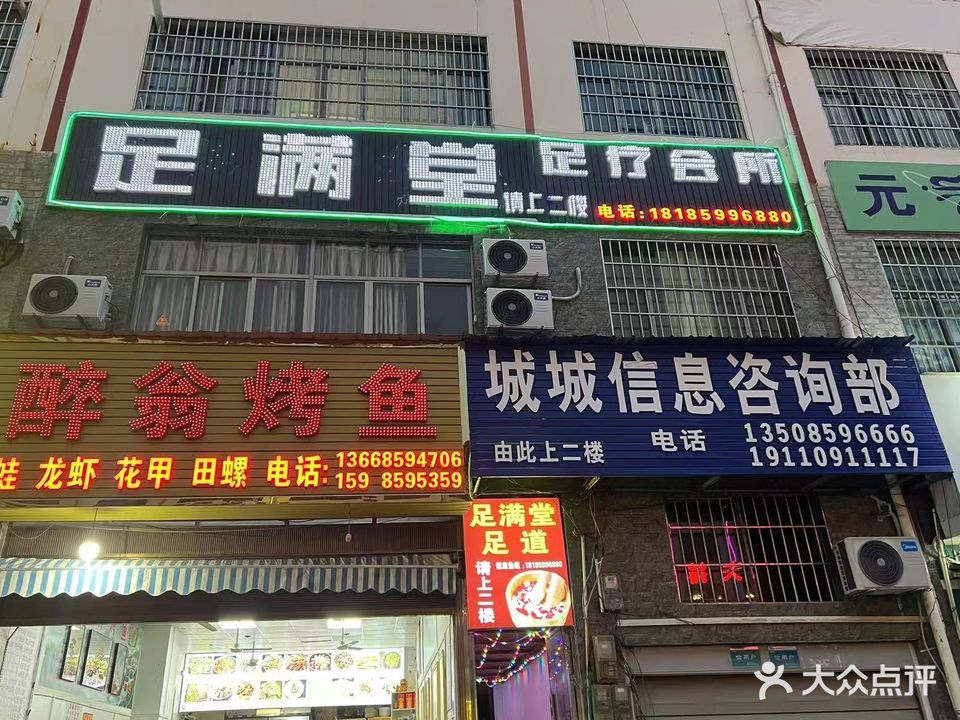 足满堂 足疗会所
请上二楼 电话:18185996880
元
醉翁烤鱼
蛙 龙虾 花甲 田螺 电话:
13668594706
159 8595359
城城信息咨询部
由此上二楼 电话
13508596666
19110911117
足满堂
足道
请上二楼
:18185996880
大众点评